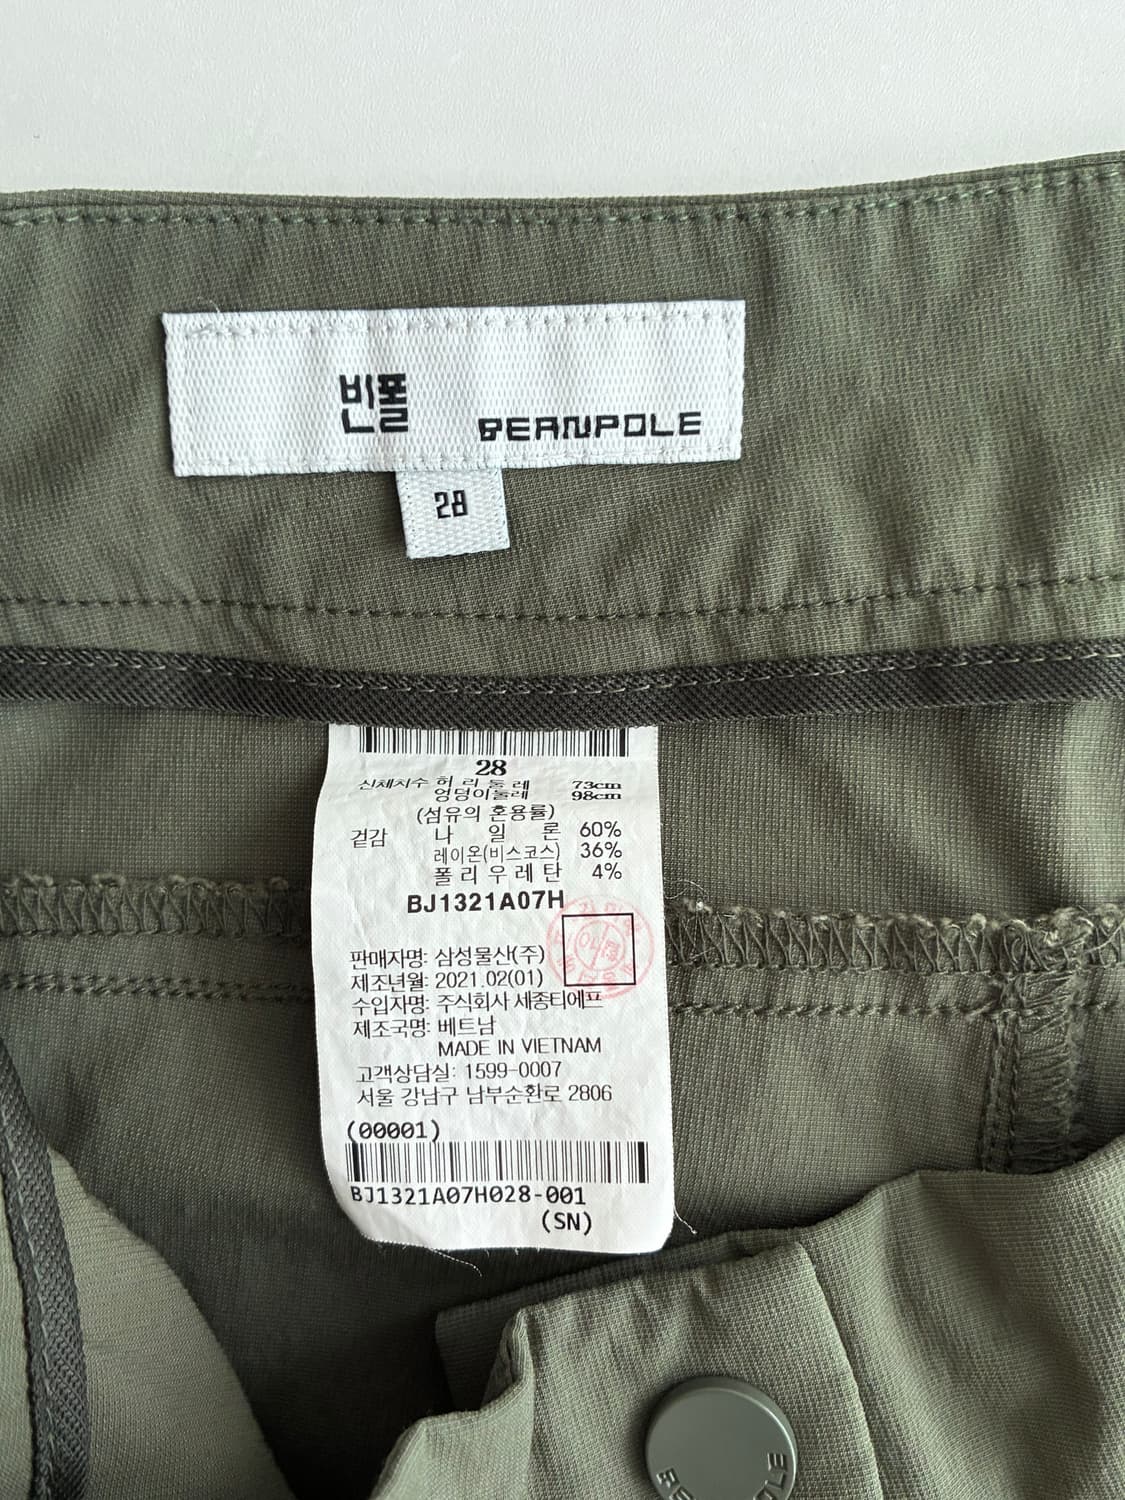 빈폴 BEANPOLE
28
28
신체치수 허리둘레 73cm
엉덩이둘레 98cm
(섬유의 혼용률)
겉감 나일론 60%
레이온(비스코스) 36%
폴리우레탄 4%
BJ1321A07H
판매자명: 삼성물산(주)
제조년월: 2021.02(01)
수입자명: 주식회사 세종티에프
제조국명: 베트남
MADE IN VIETNAM
고객상담실: 1599-0007
서울 강남구 남부순환로 2806
(00001)
BJ1321A07H028-001
(SN)